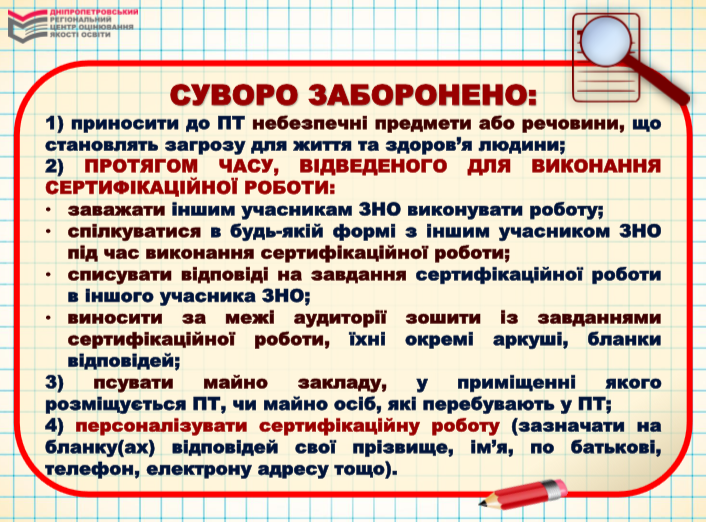 ДНІПРОПЕТРОВСЬКИЙ
РЕГІОНАЛЬНИЙ
ЦЕНТР ОЦІНЮВАННЯ
ЯКОСТІ ОСВІТИ
СУВОРО ЗАБОРОНЕНО:
1) приносити до ПТ небезпечні предмети або речовини, що
становлять загрозу для життя та здоров’я людини;
2) ПРОТЯГОМ ЧАСУ, ВІДВЕДЕНОГО ДЛЯ ВИКОНАННЯ
СЕРТИФІКАЦІЙНОЇ РОБОТИ:
• заважати іншим учасникам ЗНО виконувати роботу;
• спілкуватися в будь-якій формі з іншим учасником ЗНО
під час виконання сертифікаційної роботи;
• списувати відповіді на завдання сертифікаційної роботи
в іншого учасника ЗНО;
• виносити за межі аудиторії зошити із завданнями
сертифікаційної роботи, їхні окремі аркуші, бланки
відповідей;
3) псувати майно закладу, у приміщенні якого
розміщується ПТ, чи майно осіб, які перебувають у ПТ;
4) персоналізувати сертифікаційну роботу (зазначати на
бланку(ах) відповідей свої прізвище, ім’я, по батькові,
телефон, електрону адресу тощо).